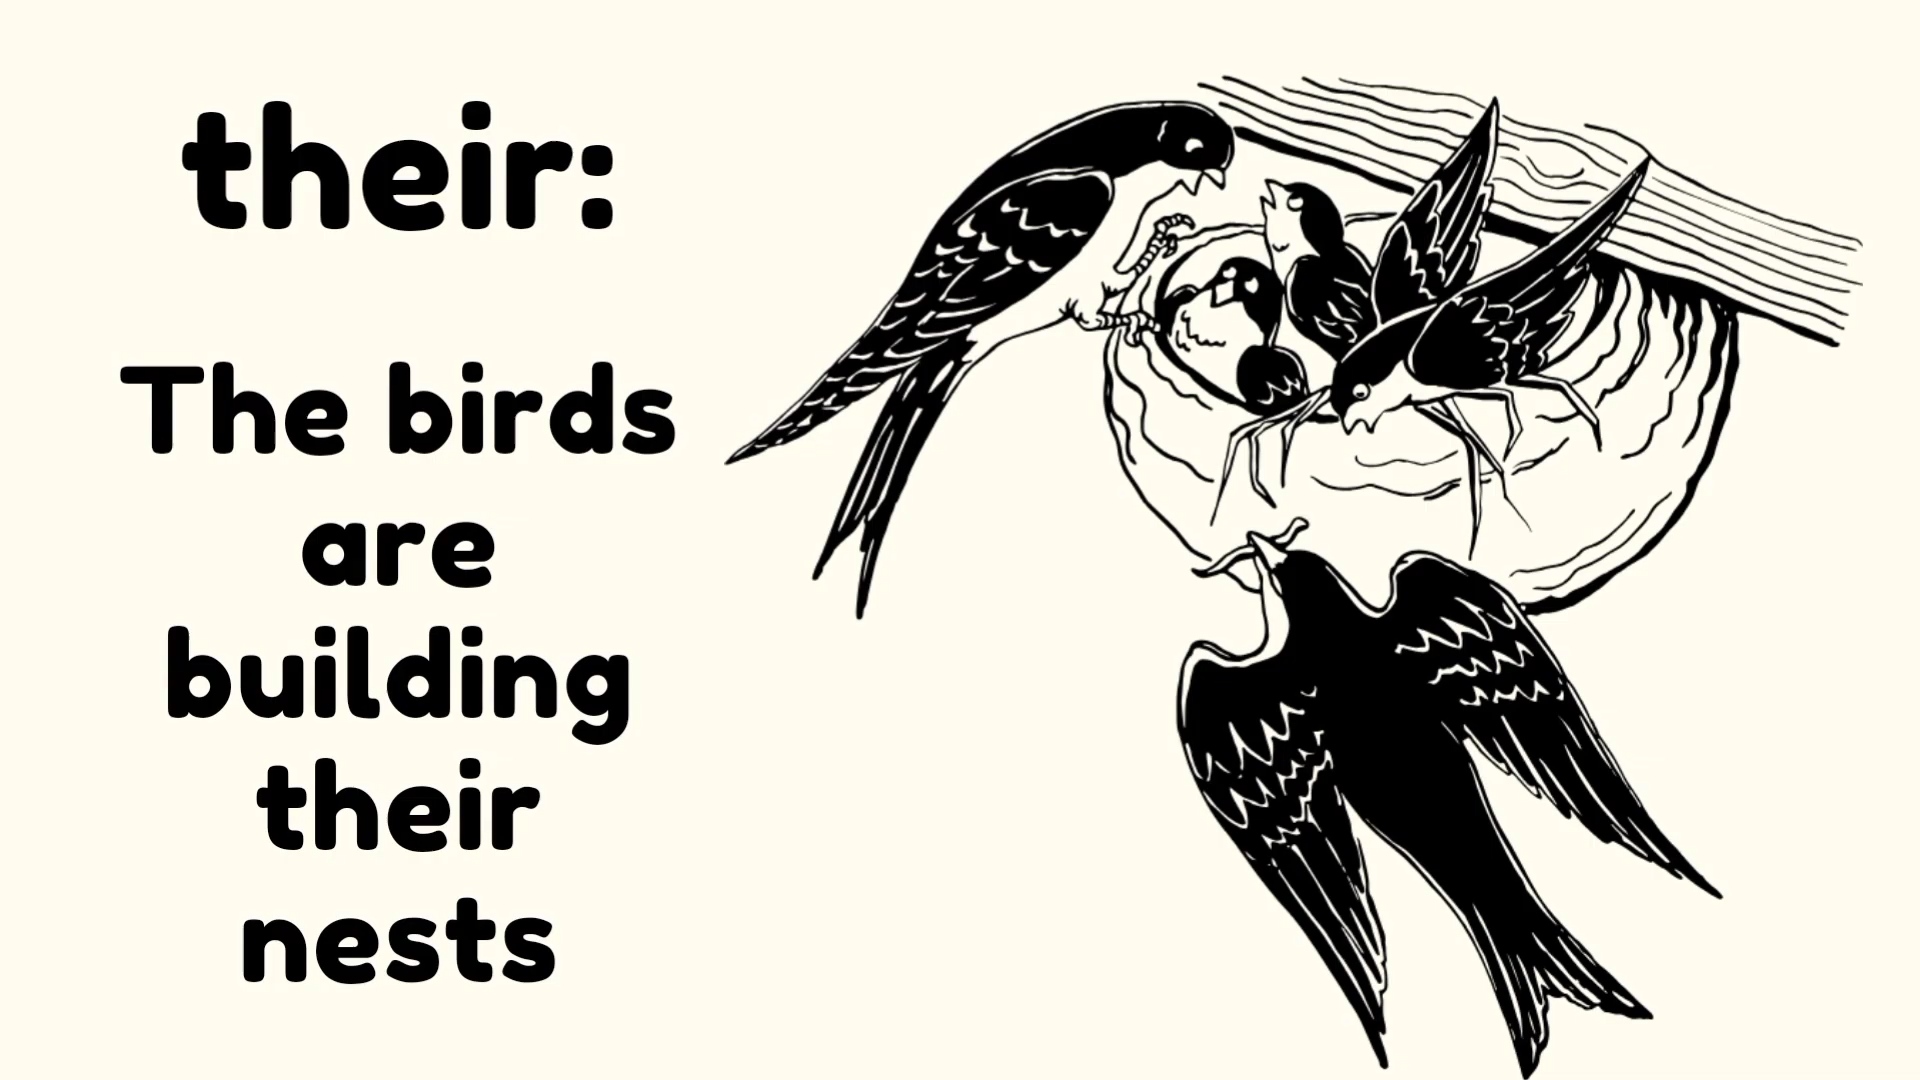 their:
The birds
are
building
their
nests